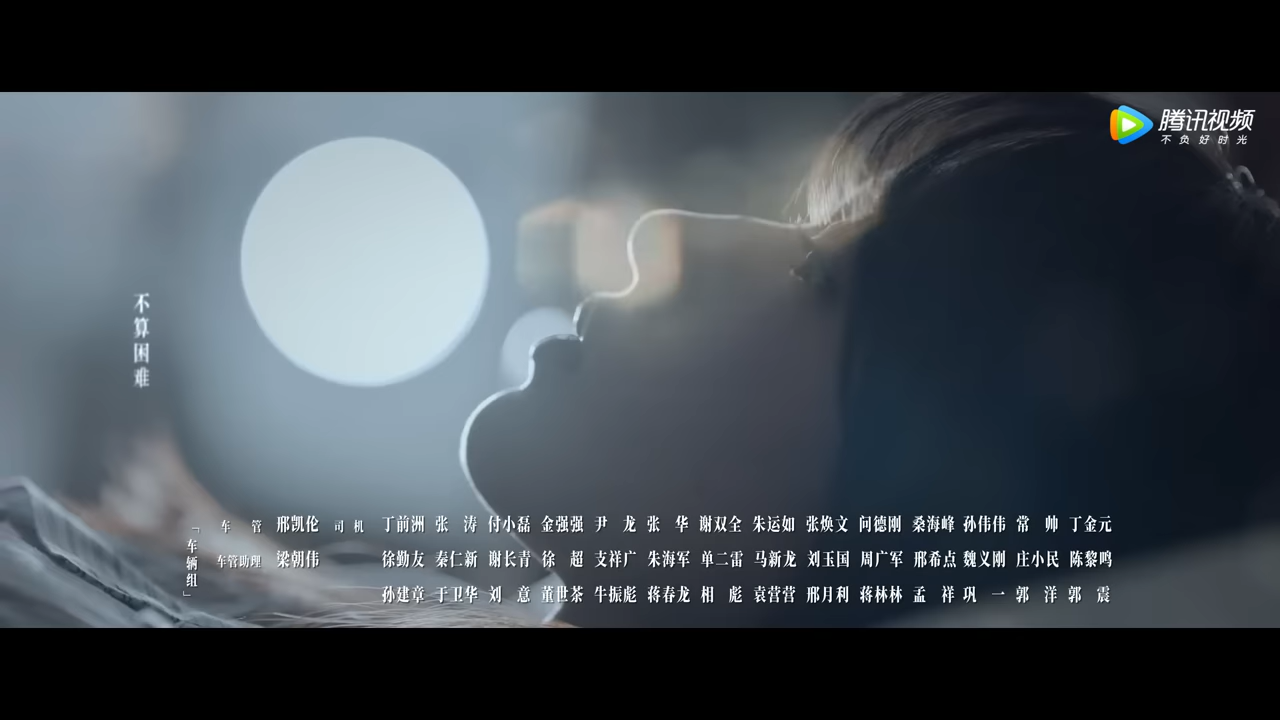 腾讯视频
不负好时光
不算困难
「车辆组」
车管 邢凯伦 司机 丁前洲 张涛 付小磊 金强强 尹龙 张华 谢双全 朱运如 张焕文 问德刚 桑海峰 孙伟伟 常帅 丁金元
车管助理 梁朝伟 徐勤友 秦仁新 谢长青 徐超 支祥广 朱海军 单二雷 马新龙 刘玉国 周广军 邢希点 魏义刚 庄小民 陈黎鸣
孙建章 于卫华 刘意 董世茶 牛振彪 蒋春龙 相彪 袁营营 邢月利 蒋林林 孟祥 巩一 郭洋 郭震